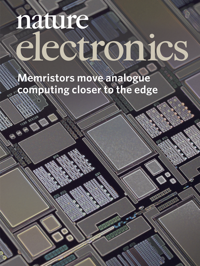 nature
electronics
Memristors move analogue
computing closer to the edge